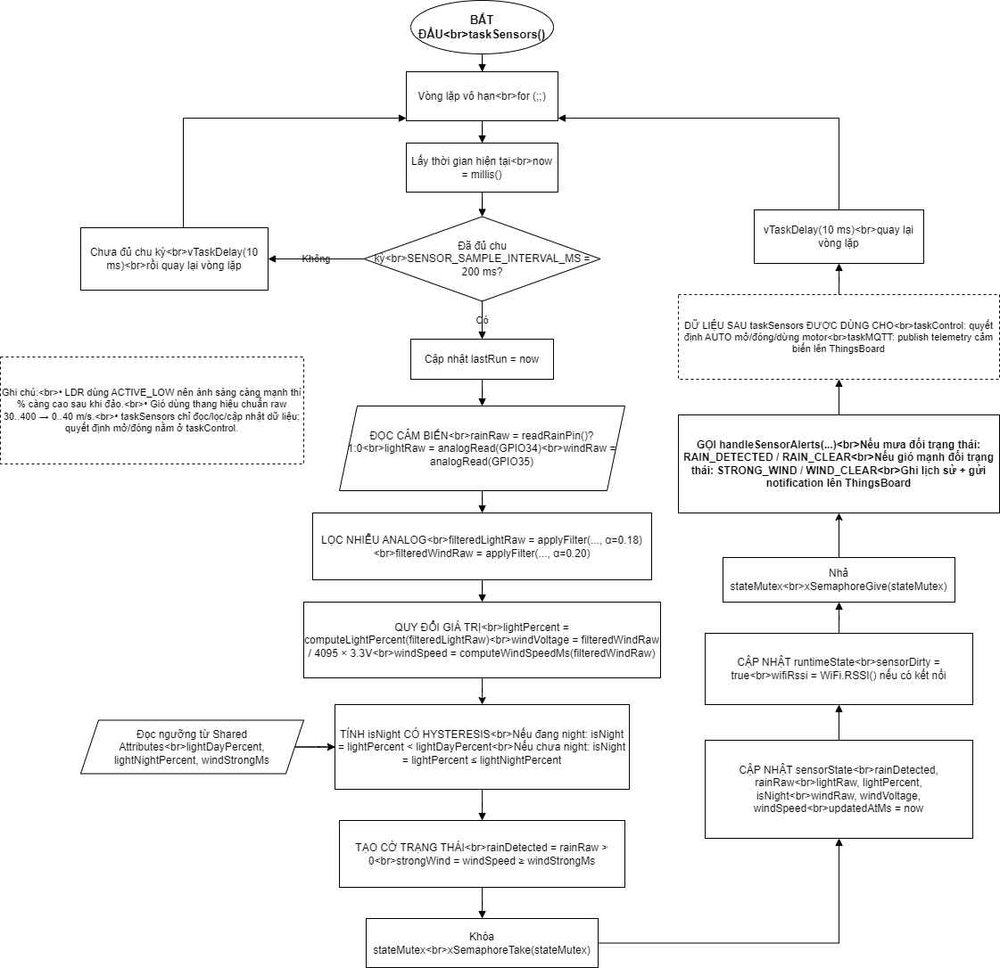 BẮT
ĐẦU<br>taskSensors()
Vòng lặp vô hạn<br>for (;;)
Lấy thời gian hiện tại<br>now
= millis()
Đã đủ chu
kỳ<br>SENSOR_SAMPLE_INTERVAL_MS =
200 ms?
Không
Chưa đủ chu kỳ<br>vTaskDelay(10
ms)<br>rồi quay lại vòng lặp
Có
Cập nhật lastRun = now
ĐỌC CẢM BIẾN<br>rainRaw = readRainPin()?
1:0<br>lightRaw = analogRead(GPIO34)<br>windRaw =
analogRead(GPIO35)
LỌC NHIỄU ANALOG<br>filteredLightRaw = applyFilter(..., α=0.18)
<br>filteredWindRaw = applyFilter(..., α=0.20)
QUY ĐỔI GIÁ TRỊ<br>lightPercent =
computeLightPercent(filteredLightRaw)<br>windVoltage = filteredWindRaw
/ 4095 × 3.3V<br>windSpeed = computeWindSpeedMs(filteredWindRaw)
Đọc ngưỡng từ Shared
Attributes<br>lightDayPercent,
lightNightPercent, windStrongMs
TÍNH isNight CÓ HYSTERESIS<br>Nếu đang night: isNight
= lightPercent < lightDayPercent<br>Nếu chưa night: isNight
= lightPercent ≤ lightNightPercent
TẠO CỜ TRẠNG THÁI<br>rainDetected = rainRaw >
0<br>strongWind = windSpeed ≥ windStrongMs
Khóa
stateMutex<br>xSemaphoreTake(stateMutex)
CẬP NHẬT sensorState<br>rainDetected,
rainRaw<br>lightRaw, lightPercent,
isNight<br>windRaw, windVoltage,
windSpeed<br>updatedAtMs = now
CẬP NHẬT runtimeState<br>sensorDirty =
true<br>wifiRssi = WiFi.RSSI() nếu có kết nối
Nhả
stateMutex<br>xSemaphoreGive(stateMutex)
GỌI handleSensorAlerts(...)<br>Nếu mưa đổi trạng thái:
RAIN_DETECTED / RAIN_CLEAR<br>Nếu gió mạnh đổi trạng
thái: STRONG_WIND / WIND_CLEAR<br>Ghi lịch sử + gửi
notification lên ThingsBoard
DỮ LIỆU SAU taskSensors ĐƯỢC DÙNG CHO<br>taskControl: quyết
định AUTO mở/đóng/dừng motor<br>taskMQTT: publish telemetry cảm
biến lên ThingsBoard
vTaskDelay(10 ms)<br>quay lại
vòng lặp
Ghi chú:<br>• LDR dùng ACTIVE_LOW nên ánh sáng càng mạnh thì
% càng cao sau khi đảo.<br>• Gió dùng thang hiệu chuẩn raw
30..400 → 0..40 m/s.<br>• taskSensors chỉ đọc/lọc/cập nhật dữ liệu;
quyết định mở/đóng nằm ở taskControl.